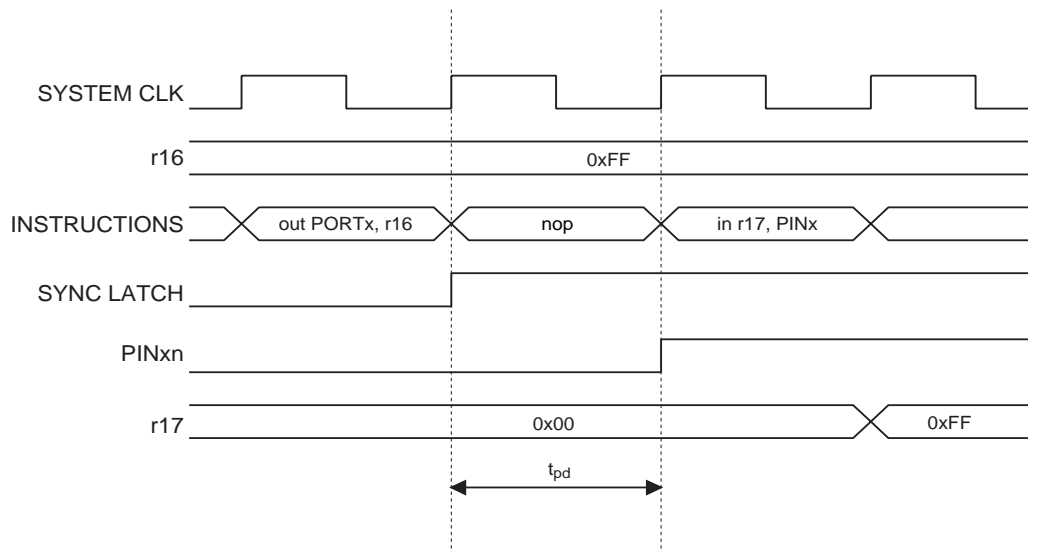 SYSTEM CLK
r16
0xFF
INSTRUCTIONS
out PORTx, r16
nop
in r17, PINx
SYNC LATCH
PINxn
r17
0x00
0xFF
tpd